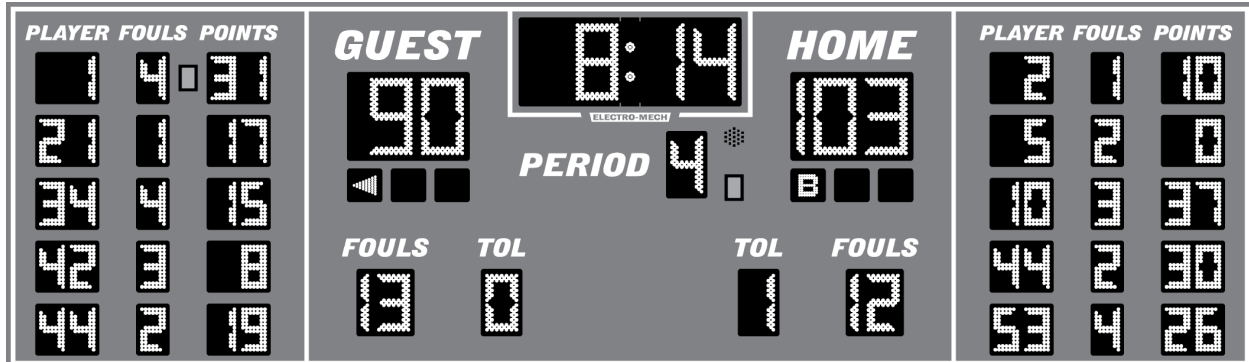 PLAYER FOULS POINTS
1 4 31
21 1 17
34 4 15
42 3 8
44 2 19
GUEST
90
8:14
ELECTRO-MECH
HOME
103
PERIOD 4
B
FOULS TOL
13 0
TOL FOULS
1 12
PLAYER FOULS POINTS
2 1 10
5 2 0
10 3 37
44 2 30
53 4 26